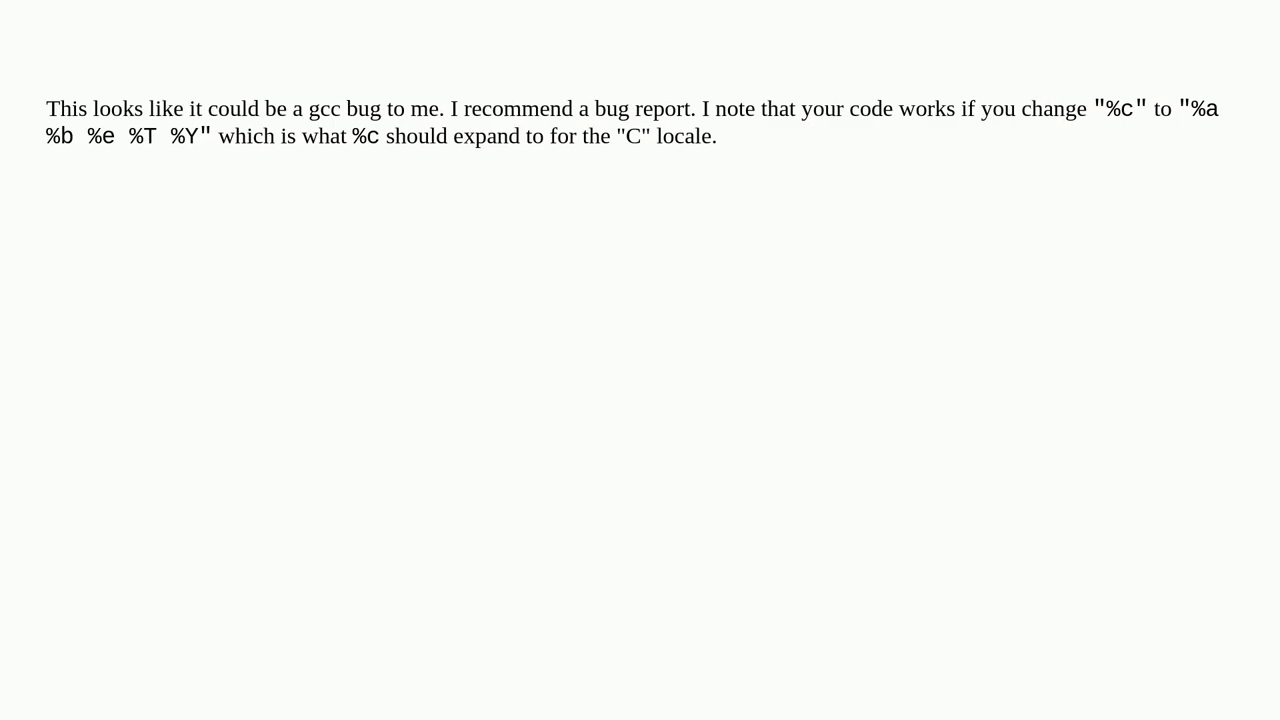 This looks like it could be a gcc bug to me. I recommend a bug report. I note that your code works if you change "%c" to "%a
%b %e %T %Y" which is what %c should expand to for the "C" locale.